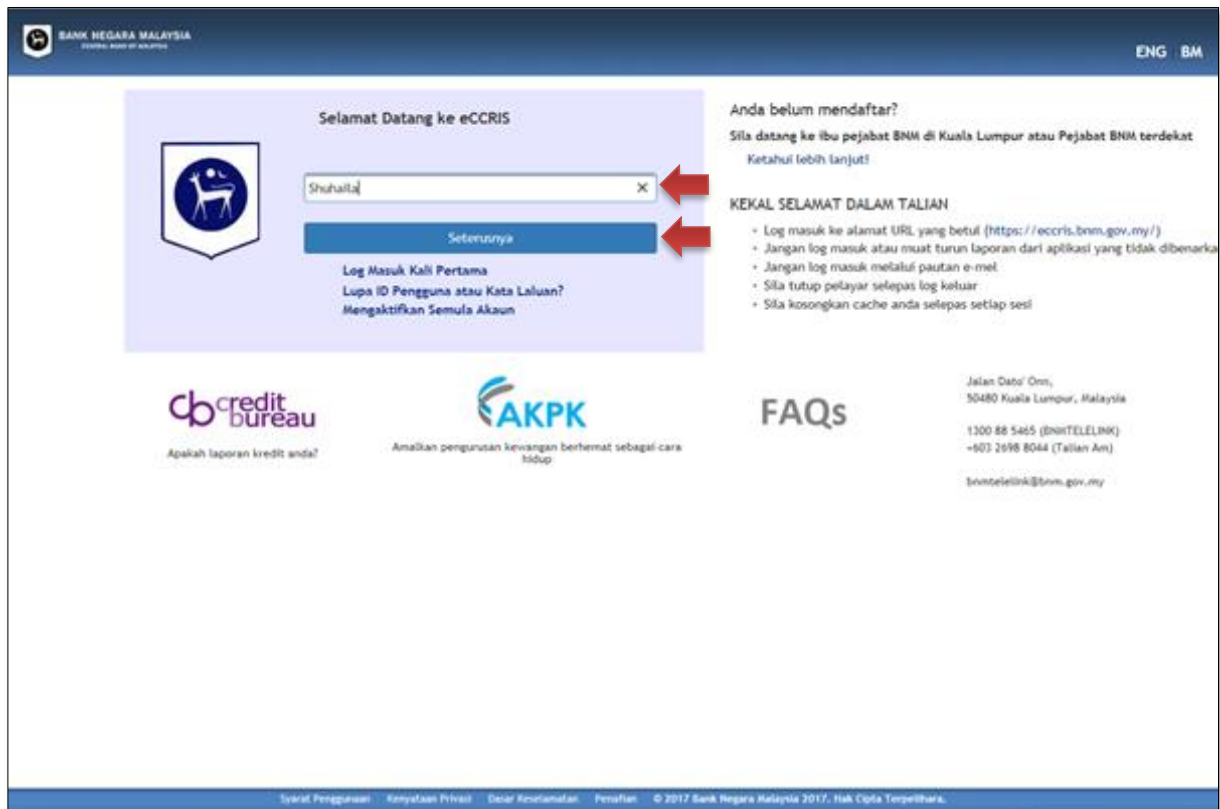 BANK NEGARA MALAYSIA
CENTRAL BANK OF MALAYSIA
ENG BM
Selamat Datang ke eCCRIS
Shuhaila
Seterusnya
Log Masuk Kali Pertama
Lupa ID Pengguna atau Kata Laluan?
Mengaktifkan Semula Akaun
Anda belum mendaftar?
Sila datang ke ibu pejabat BNM di Kuala Lumpur atau Pejabat BNM terdekat
Ketahui lebih lanjut!
KEKAL SELAMAT DALAM TALIAN
• Log masuk ke alamat URL yang betul (https://eccris.bnm.gov.my/)
• Jangan log masuk atau muat turun laporan dari aplikasi yang tidak dibenarka
• Jangan log masuk melalui pautan e-mel
• Sila tutup pelayar selepas log keluar
• Sila kosongkan cache anda selepas setiap sesi
cb credit bureau
Apakah laporan kredit anda?
AKPK
Amalkan pengurusan kewangan berhemat sebagai cara
hidup
FAQs
Jalan Dato' Onn,
50480 Kuala Lumpur, Malaysia
1300 88 5465 (BNMTELELINK)
+603 2698 8044 (Talian Am)
bnmtelelink@bnm.gov.my
Syarat Penggunaan Kenyataan Privasi Dasar Keselamatan Penafian © 2017 Bank Negara Malaysia 2017. Hak Cipta Terpelihara.